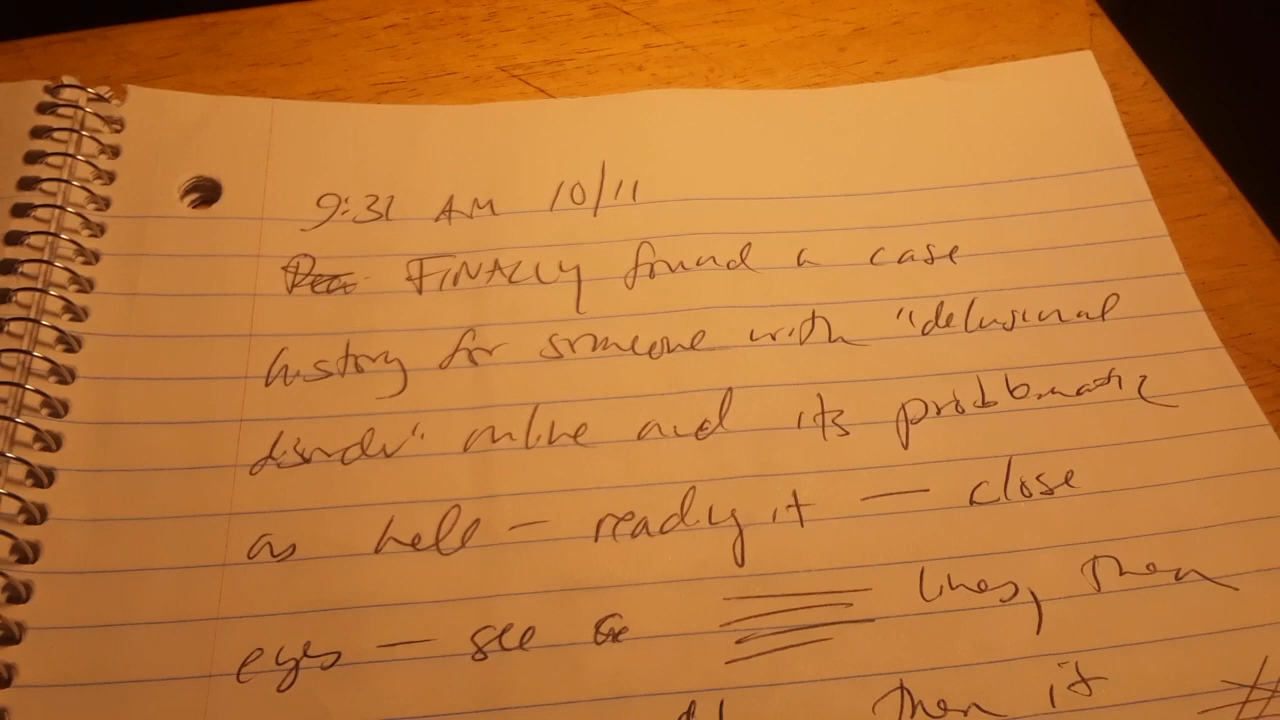 9:31 AM 10/11
FINALLY found a case
history for someone with "delusional
disorder" online and its problematic
as hell — reading it — close
eyes — see lines, then
then it #